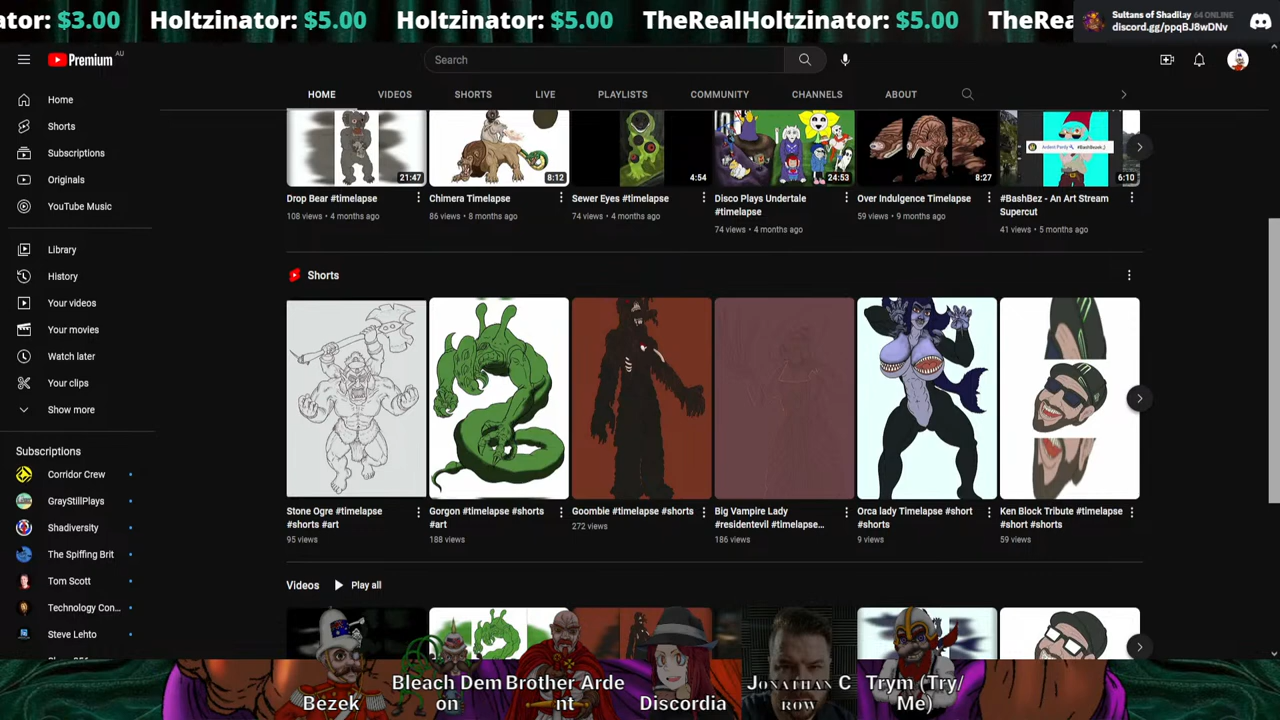 ator: $3.00 Holtzinator: $5.00 Holtzinator: $5.00 TheRealHoltzinator: $5.00 TheRea
Sultans of Shadilay 64 ONLINE
discord.gg/ppqBJ8wDNv
Premium AU
Search
HOME VIDEOS SHORTS LIVE PLAYLISTS COMMUNITY CHANNELS ABOUT
Home
Shorts
Subscriptions
Originals
YouTube Music
Library
History
Your videos
Your movies
Watch later
Your clips
Show more
Subscriptions
Corridor Crew
GrayStillPlays
Shadiversity
The Spiffing Brit
Tom Scott
Technology Con...
Steve Lehto
21:47 8:12 4:54 24:53 8:27 6:10
Drop Bear #timelapse
108 views • 4 months ago
Chimera Timelapse
86 views • 8 months ago
Sewer Eyes #timelapse
74 views • 4 months ago
Disco Plays Undertale
#timelapse
74 views • 4 months ago
Over Indulgence Timelapse
59 views • 9 months ago
#BashBez - An Art Stream
Supercut
41 views • 5 months ago
Shorts
Stone Ogre #timelapse
#shorts #art
95 views
Gorgon #timelapse #shorts
#art
188 views
Goombie #timelapse #shorts
272 views
Big Vampire Lady
#residentevil #timelapse...
186 views
Orca lady Timelapse #short
#shorts
9 views
Ken Block Tribute #timelapse
#short #shorts
59 views
Videos Play all
Bezek
Bleach Dem
on
Brother Arde
nt
Discordia
Jonathan C
row
Trym (Try/
Me)